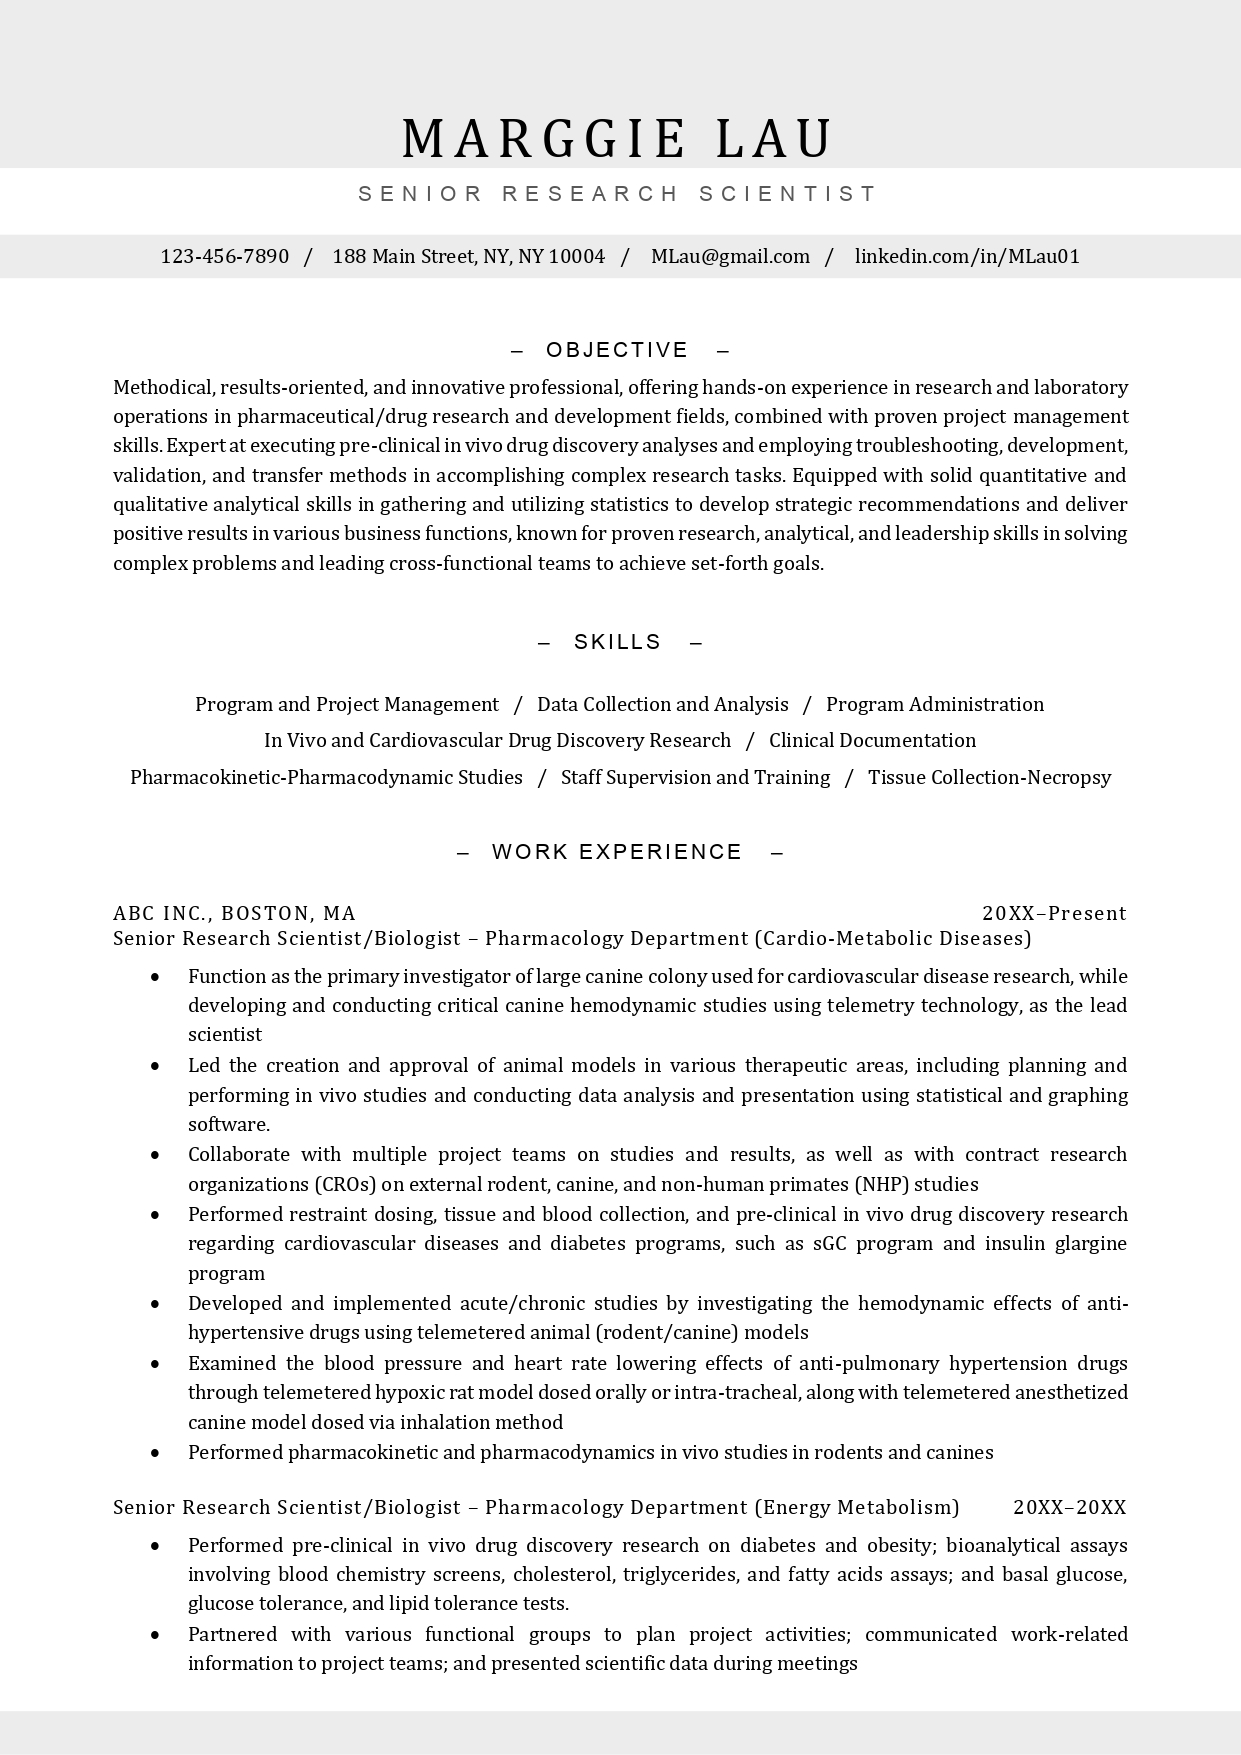 MARGGIE LAU
SENIOR RESEARCH SCIENTIST
123-456-7890 / 188 Main Street, NY, NY 10004 / MLau@gmail.com / linkedin.com/in/MLau01
– OBJECTIVE –
Methodical, results-oriented, and innovative professional, offering hands-on experience in research and laboratory
operations in pharmaceutical/drug research and development fields, combined with proven project management
skills. Expert at executing pre-clinical in vivo drug discovery analyses and employing troubleshooting, development,
validation, and transfer methods in accomplishing complex research tasks. Equipped with solid quantitative and
qualitative analytical skills in gathering and utilizing statistics to develop strategic recommendations and deliver
positive results in various business functions, known for proven research, analytical, and leadership skills in solving
complex problems and leading cross-functional teams to achieve set-forth goals.
– SKILLS –
Program and Project Management / Data Collection and Analysis / Program Administration
In Vivo and Cardiovascular Drug Discovery Research / Clinical Documentation
Pharmacokinetic-Pharmacodynamic Studies / Staff Supervision and Training / Tissue Collection-Necropsy
– WORK EXPERIENCE –
ABC INC., BOSTON, MA 20XX–Present
Senior Research Scientist/Biologist – Pharmacology Department (Cardio-Metabolic Diseases)
• Function as the primary investigator of large canine colony used for cardiovascular disease research, while
developing and conducting critical canine hemodynamic studies using telemetry technology, as the lead
scientist
• Led the creation and approval of animal models in various therapeutic areas, including planning and
performing in vivo studies and conducting data analysis and presentation using statistical and graphing
software.
• Collaborate with multiple project teams on studies and results, as well as with contract research
organizations (CROs) on external rodent, canine, and non-human primates (NHP) studies
• Performed restraint dosing, tissue and blood collection, and pre-clinical in vivo drug discovery research
regarding cardiovascular diseases and diabetes programs, such as sGC program and insulin glargine
program
• Developed and implemented acute/chronic studies by investigating the hemodynamic effects of anti-
hypertensive drugs using telemetered animal (rodent/canine) models
• Examined the blood pressure and heart rate lowering effects of anti-pulmonary hypertension drugs
through telemetered hypoxic rat model dosed orally or intra-tracheal, along with telemetered anesthetized
canine model dosed via inhalation method
• Performed pharmacokinetic and pharmacodynamics in vivo studies in rodents and canines
Senior Research Scientist/Biologist – Pharmacology Department (Energy Metabolism) 20XX–20XX
• Performed pre-clinical in vivo drug discovery research on diabetes and obesity; bioanalytical assays
involving blood chemistry screens, cholesterol, triglycerides, and fatty acids assays; and basal glucose,
glucose tolerance, and lipid tolerance tests.
• Partnered with various functional groups to plan project activities; communicated work-related
information to project teams; and presented scientific data during meetings